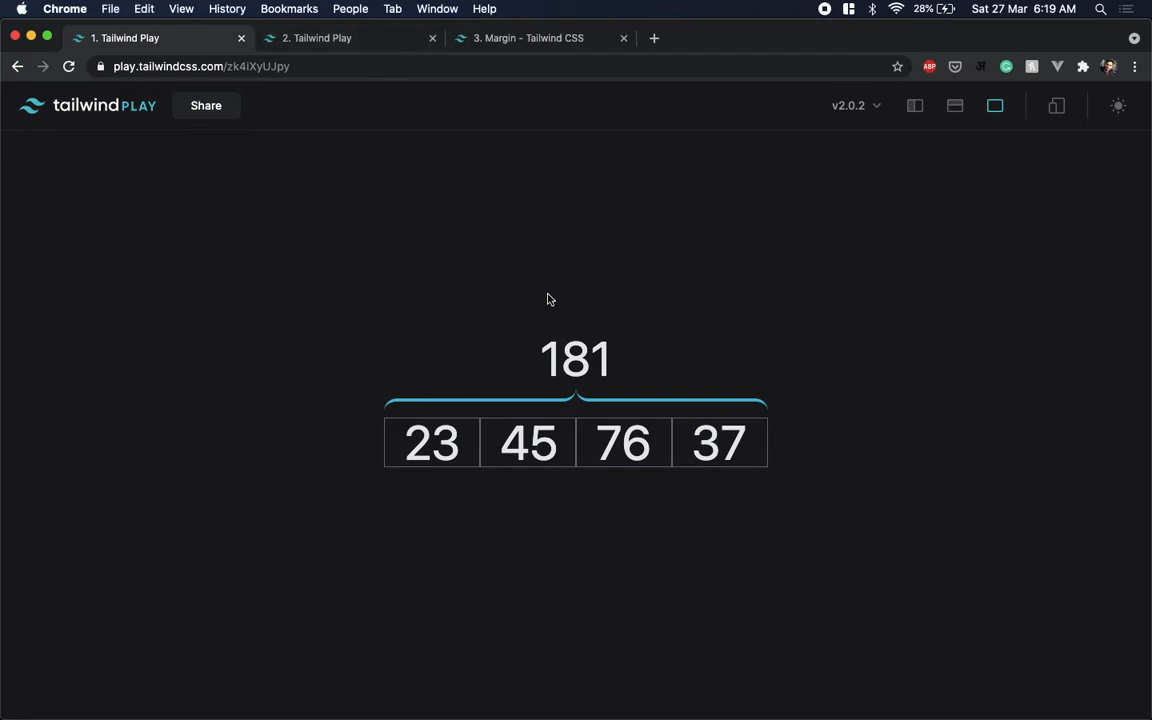 Chrome File Edit View History Bookmarks People Tab Window Help 28% Sat 27 Mar 6:19 AM
1. Tailwind Play 2. Tailwind Play 3. Margin - Tailwind CSS
play.tailwindcss.com/zk4iXyUJpy ABP अ
tailwind PLAY Share v2.0.2
181
23 45 76 37